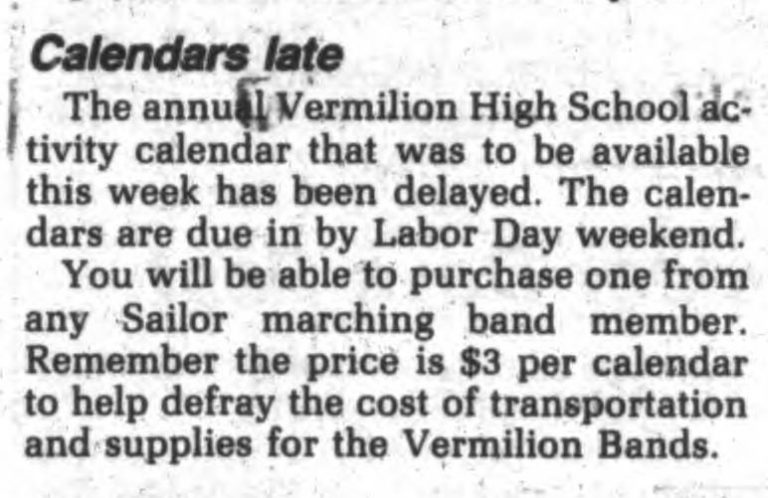 Calendars late
The annual Vermilion High School ac-
tivity calendar that was to be available
this week has been delayed. The calen-
dars are due in by Labor Day weekend.
You will be able to purchase one from
any Sailor marching band member.
Remember the price is $3 per calendar
to help defray the cost of transportation
and supplies for the Vermilion Bands.